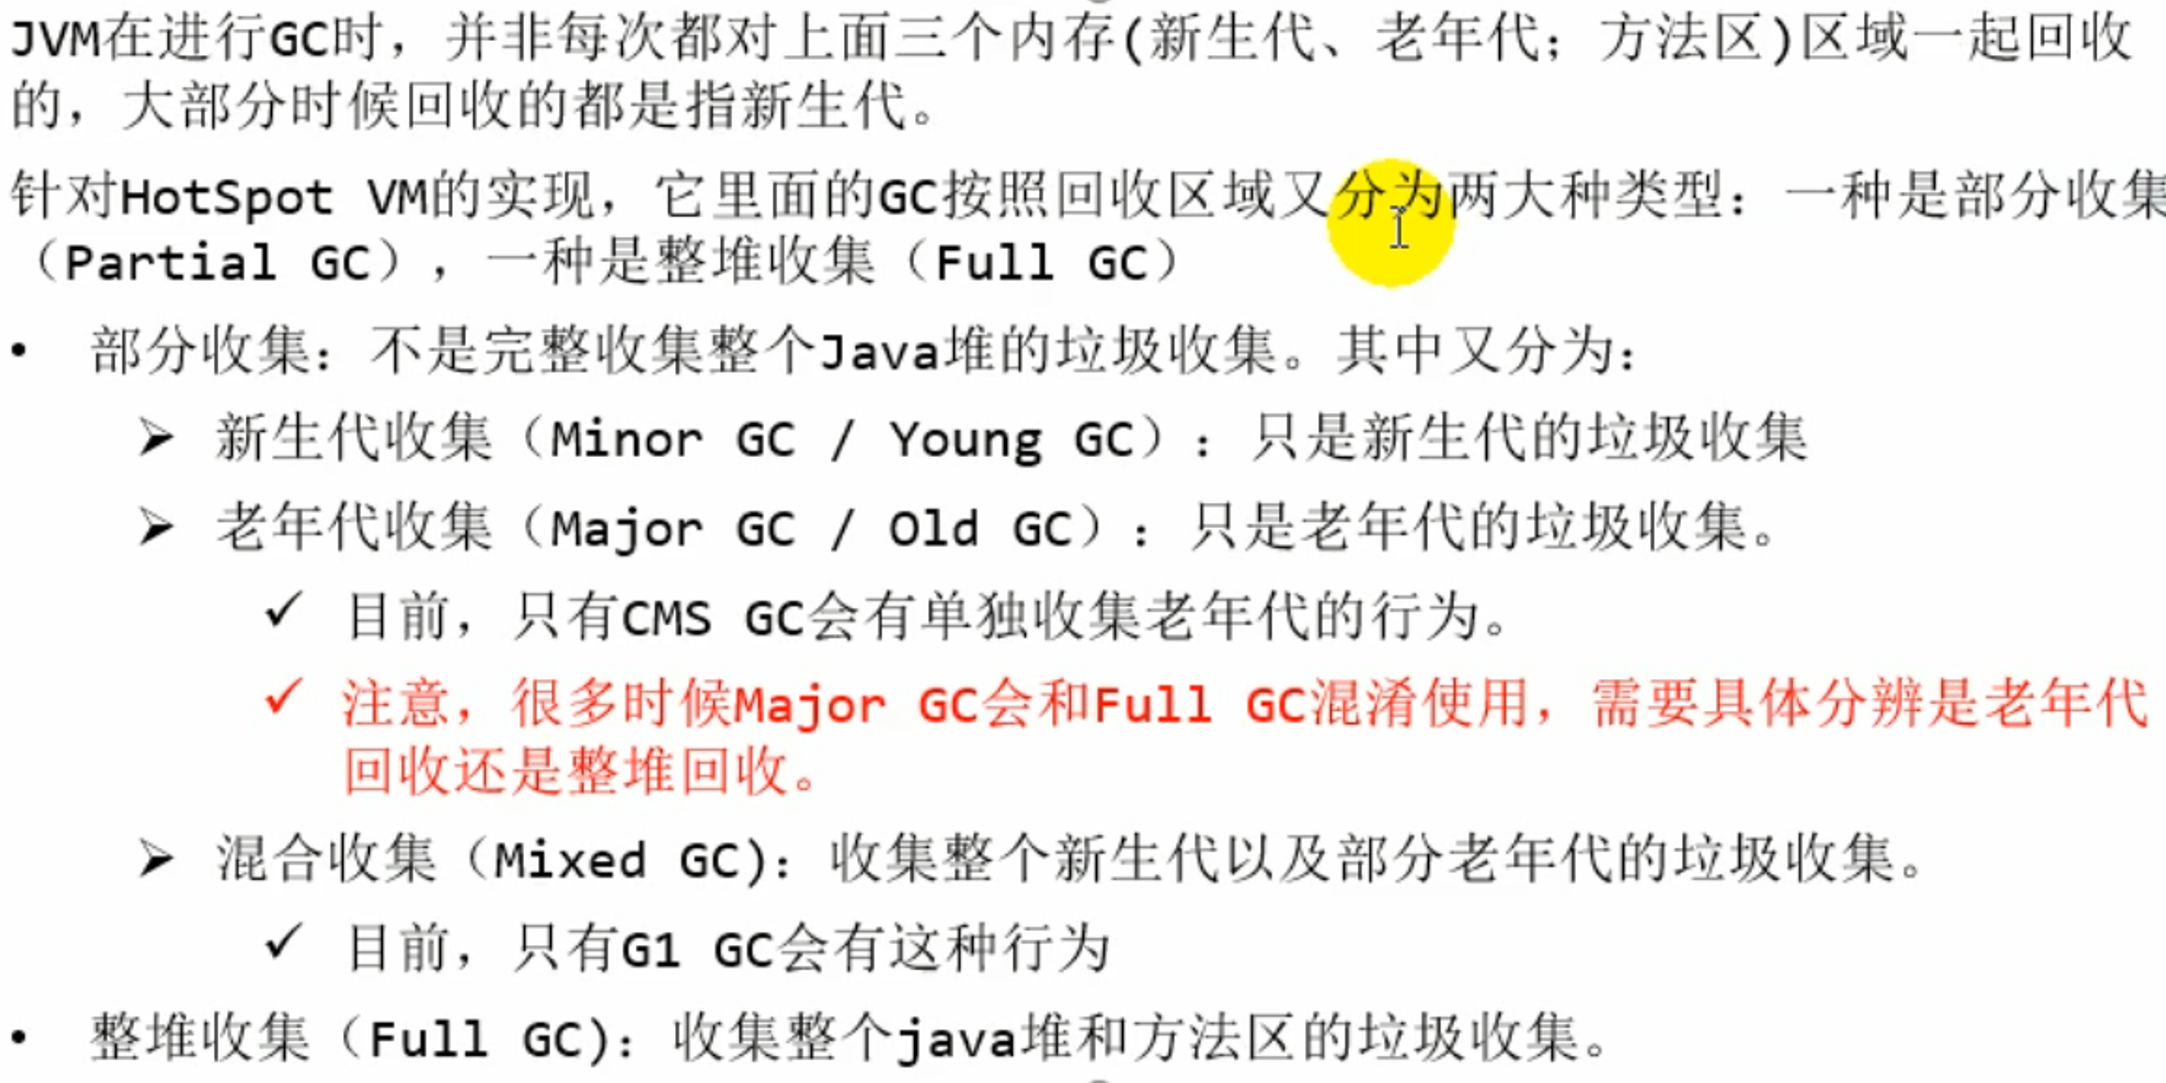 JVM在进行GC时，并非每次都对上面三个内存(新生代、老年代；方法区)区域一起回收
的，大部分时候回收的都是指新生代。
针对HotSpot VM的实现，它里面的GC按照回收区域又分为两大种类型：一种是部分收集
（Partial GC），一种是整堆收集（Full GC）
• 部分收集：不是完整收集整个Java堆的垃圾收集。其中又分为：
➢ 新生代收集（Minor GC / Young GC）：只是新生代的垃圾收集
➢ 老年代收集（Major GC / Old GC）：只是老年代的垃圾收集。
✓ 目前，只有CMS GC会有单独收集老年代的行为。
✓ 注意，很多时候Major GC会和Full GC混淆使用，需要具体分辨是老年代
回收还是整堆回收。
➢ 混合收集（Mixed GC)：收集整个新生代以及部分老年代的垃圾收集。
✓ 目前，只有G1 GC会有这种行为
• 整堆收集（Full GC)：收集整个java堆和方法区的垃圾收集。